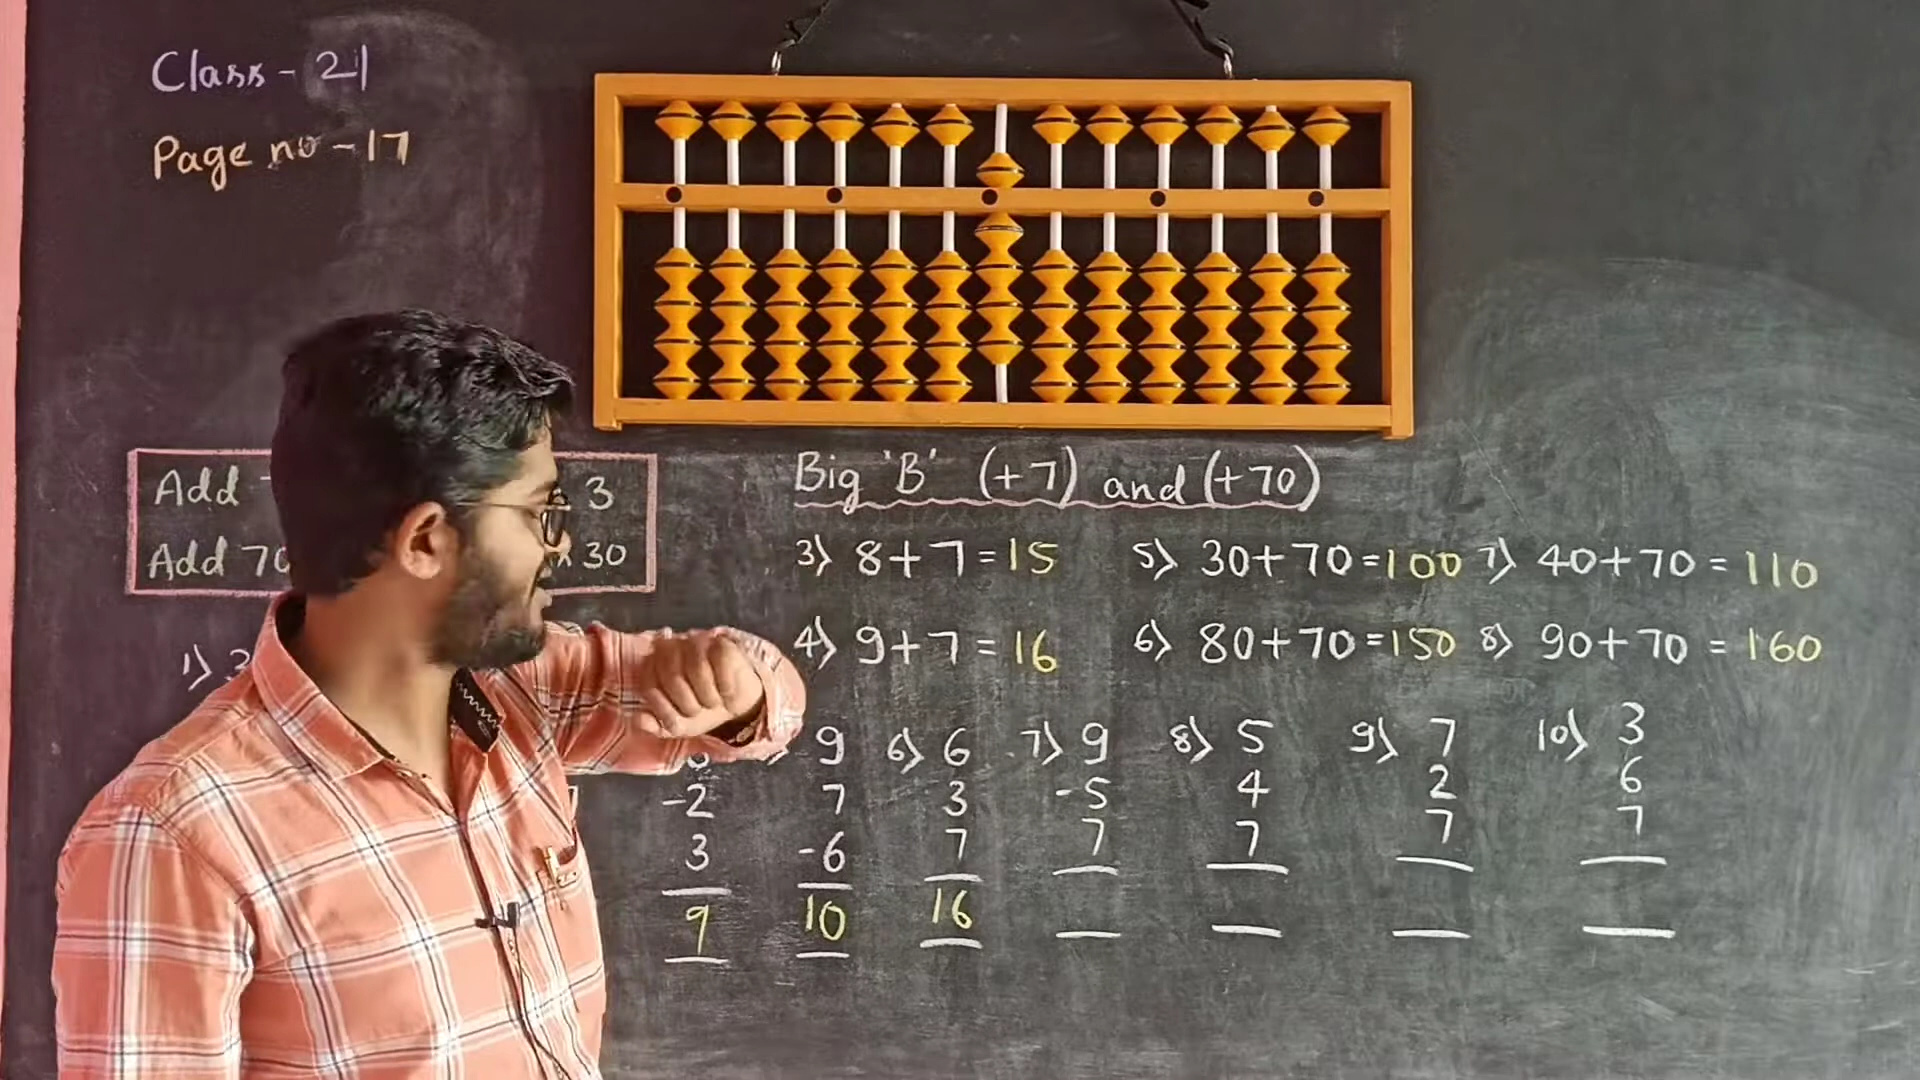 Class - 21
Page no - 17
Add 3
Add 70 30
Big 'B' (+7) and (+70)
3) 8+7=15 5) 30+70=100 7) 40+70=110
1) 3 4) 9+7=16 6) 80+70=150 8) 90+70=160
9 6) 6 7) 9 8) 5 9) 7 10) 3
-2 7 3 -5 4 2 6
3 -6 7 7 7 7 7
9 10 16